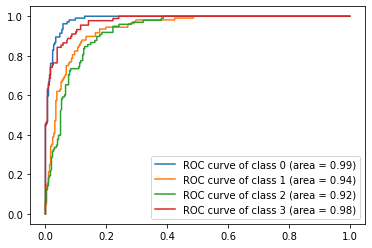 1.0
0.8
0.6
0.4
0.2
0.0
ROC curve of class 0 (area = 0.99)
ROC curve of class 1 (area = 0.94)
ROC curve of class 2 (area = 0.92)
ROC curve of class 3 (area = 0.98)
0.0 0.2 0.4 0.6 0.8 1.0